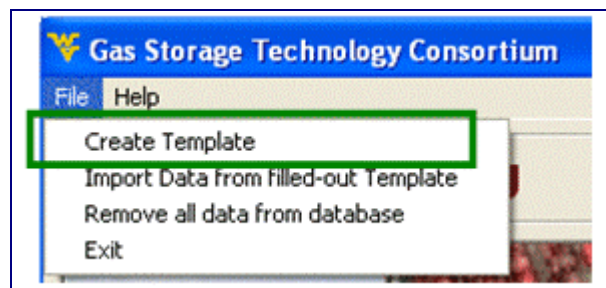 Gas Storage Technology Consortium
File Help
Create Template
Import Data from filled-out Template
Remove all data from database
Exit